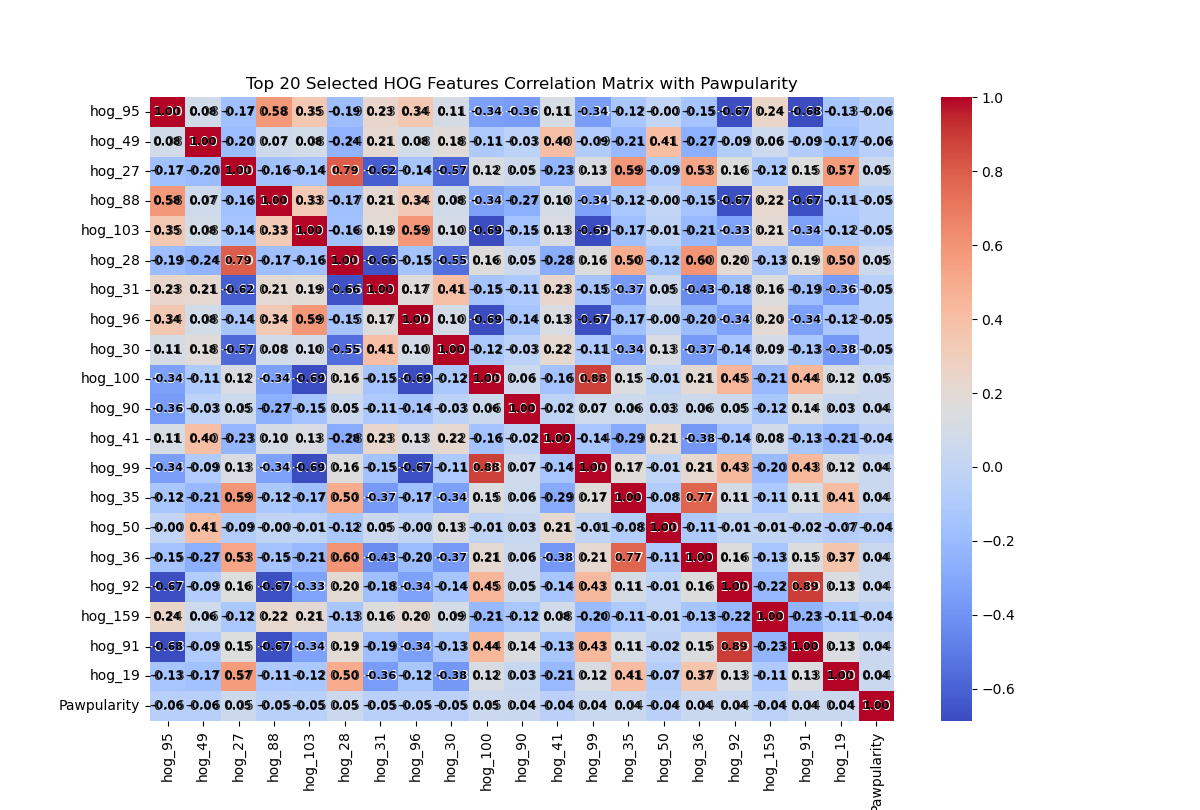 Top 20 Selected HOG Features Correlation Matrix with Pawpularity
hog_95 1.00 0.08 -0.17 0.58 0.35 -0.19 0.23 0.34 0.11 -0.34 -0.36 0.11 -0.34 -0.12 -0.00 -0.15 -0.67 0.24 -0.68 -0.13 -0.06
hog_49 0.08 1.00 -0.20 0.07 0.08 -0.24 0.21 0.08 0.18 -0.11 -0.03 0.40 -0.09 -0.21 0.41 -0.27 -0.09 0.06 -0.09 -0.17 -0.06
hog_27 -0.17 -0.20 1.00 -0.16 -0.14 0.79 -0.62 -0.14 -0.57 0.12 0.05 -0.23 0.13 0.59 -0.09 0.53 0.16 -0.12 0.15 0.57 0.05
hog_88 0.58 0.07 -0.16 1.00 0.33 -0.17 0.21 0.34 0.08 -0.34 -0.27 0.10 -0.34 -0.12 -0.00 -0.15 -0.67 0.22 -0.67 -0.11 -0.05
hog_103 0.35 0.08 -0.14 0.33 1.00 -0.16 0.19 0.59 0.10 -0.69 -0.15 0.13 -0.69 -0.17 -0.01 -0.21 -0.33 0.21 -0.34 -0.12 -0.05
hog_28 -0.19 -0.24 0.79 -0.17 -0.16 1.00 -0.66 -0.15 -0.55 0.16 0.05 -0.28 0.16 0.50 -0.12 0.60 0.20 -0.13 0.19 0.50 0.05
hog_31 0.23 0.21 -0.62 0.21 0.19 -0.66 1.00 0.17 0.41 -0.15 -0.11 0.23 -0.15 -0.37 0.05 -0.43 -0.18 0.16 -0.19 -0.36 -0.05
hog_96 0.34 0.08 -0.14 0.34 0.59 -0.15 0.17 1.00 0.10 -0.69 -0.14 0.13 -0.67 -0.17 -0.00 -0.20 -0.34 0.20 -0.34 -0.12 -0.05
hog_30 0.11 0.18 -0.57 0.08 0.10 -0.55 0.41 0.10 1.00 -0.12 -0.03 0.22 -0.11 -0.34 0.13 -0.37 -0.14 0.09 -0.13 -0.38 -0.05
hog_100 -0.34 -0.11 0.12 -0.34 -0.69 0.16 -0.15 -0.69 -0.12 1.00 0.06 -0.16 0.88 0.15 -0.01 0.21 0.45 -0.21 0.44 0.12 0.05
hog_90 -0.36 -0.03 0.05 -0.27 -0.15 0.05 -0.11 -0.14 -0.03 0.06 1.00 -0.02 0.07 0.06 0.03 0.06 0.05 -0.12 0.14 0.03 0.04
hog_41 0.11 0.40 -0.23 0.10 0.13 -0.28 0.23 0.13 0.22 -0.16 -0.02 1.00 -0.14 -0.29 0.21 -0.38 -0.14 0.08 -0.13 -0.21 -0.04
hog_99 -0.34 -0.09 0.13 -0.34 -0.69 0.16 -0.15 -0.67 -0.11 0.88 0.07 -0.14 1.00 0.17 -0.01 0.21 0.43 -0.20 0.43 0.12 0.04
hog_35 -0.12 -0.21 0.59 -0.12 -0.17 0.50 -0.37 -0.17 -0.34 0.15 0.06 -0.29 0.17 1.00 -0.08 0.77 0.11 -0.11 0.11 0.41 0.04
hog_50 -0.00 0.41 -0.09 -0.00 -0.01 -0.12 0.05 -0.00 0.13 -0.01 0.03 0.21 -0.01 -0.08 1.00 -0.11 -0.01 -0.01 -0.02 -0.07 -0.04
hog_36 -0.15 -0.27 0.53 -0.15 -0.21 0.60 -0.43 -0.20 -0.37 0.21 0.06 -0.38 0.21 0.77 -0.11 1.00 0.16 -0.13 0.15 0.37 0.04
hog_92 -0.67 -0.09 0.16 -0.67 -0.33 0.20 -0.18 -0.34 -0.14 0.45 0.05 -0.14 0.43 0.11 -0.01 0.16 1.00 -0.22 0.89 0.13 0.04
hog_159 0.24 0.06 -0.12 0.22 0.21 -0.13 0.16 0.20 0.09 -0.21 -0.12 0.08 -0.20 -0.11 -0.01 -0.13 -0.22 1.00 -0.23 -0.11 -0.04
hog_91 -0.68 -0.09 0.15 -0.67 -0.34 0.19 -0.19 -0.34 -0.13 0.44 0.14 -0.13 0.43 0.11 -0.02 0.15 0.89 -0.23 1.00 0.13 0.04
hog_19 -0.13 -0.17 0.57 -0.11 -0.12 0.50 -0.36 -0.12 -0.38 0.12 0.03 -0.21 0.12 0.41 -0.07 0.37 0.13 -0.11 0.13 1.00 0.04
Pawpularity -0.06 -0.06 0.05 -0.05 -0.05 0.05 -0.05 -0.05 -0.05 0.05 0.04 -0.04 0.04 0.04 -0.04 0.04 0.04 -0.04 0.04 0.04 1.00
hog_95 hog_49 hog_27 hog_88 hog_103 hog_28 hog_31 hog_96 hog_30 hog_100 hog_90 hog_41 hog_99 hog_35 hog_50 hog_36 hog_92 hog_159 hog_91 hog_19 Pawpularity
1.0
0.8
0.6
0.4
0.2
0.0
−0.2
−0.4
−0.6